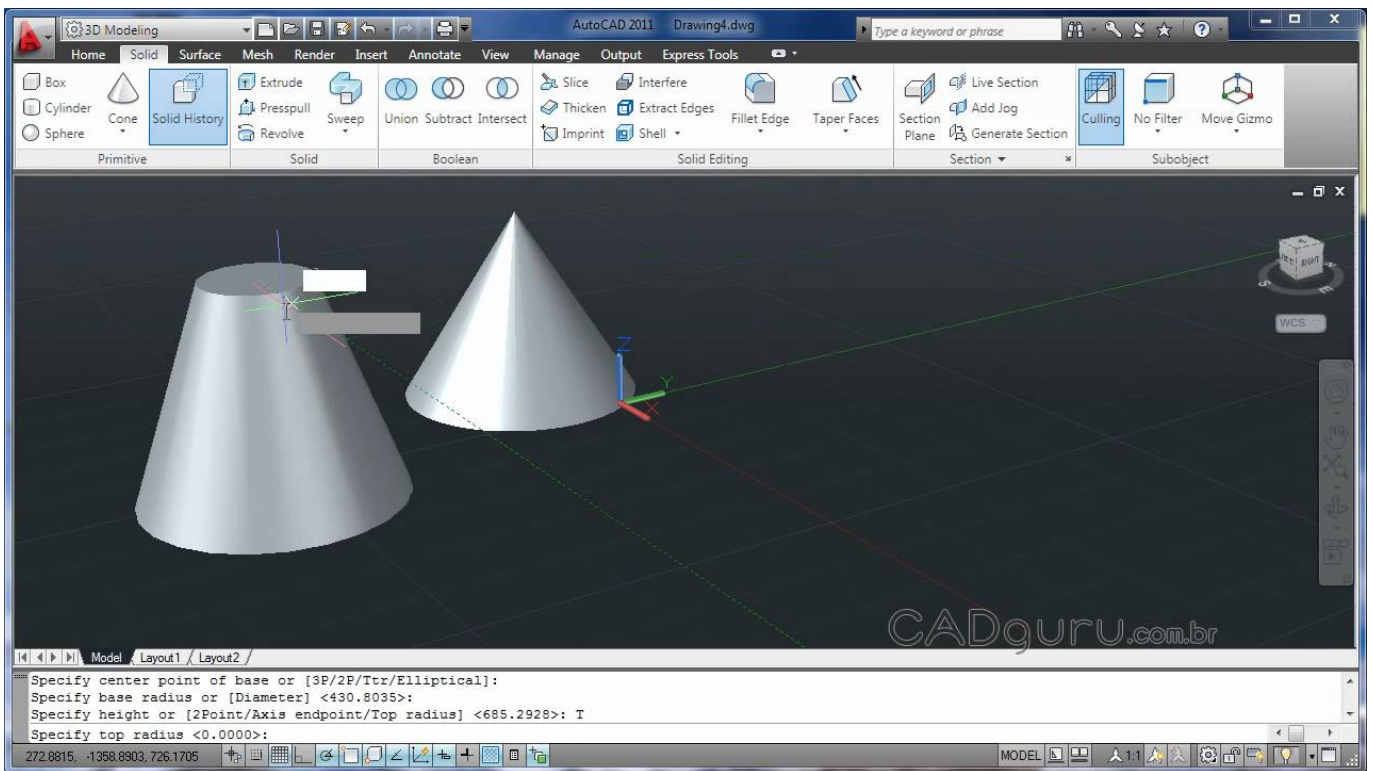 3D Modeling
AutoCAD 2011 Drawing4.dwg
Type a keyword or phrase
Home Solid Surface Mesh Render Insert Annotate View Manage Output Express Tools
Box
Cylinder
Sphere
Cone
Solid History
Extrude
Presspull
Revolve
Sweep
Union Subtract Intersect
Slice
Thicken
Imprint
Interfere
Extract Edges
Shell
Fillet Edge
Taper Faces
Section
Plane
Live Section
Add Jog
Generate Section
Culling
No Filter
Move Gizmo
Primitive
Solid
Boolean
Solid Editing
Section
Subobject
RIGHT
E
WCS
Z
Y
X
CADguru.com.br
Model Layout1 Layout2
Specify center point of base or [3P/2P/Ttr/Elliptical]:
Specify base radius or [Diameter] <430.8035>:
Specify height or [2Point/Axis endpoint/Top radius] <685.2928>: T
Specify top radius <0.0000>:
272.8815, -1358.8903, 726.1705
MODEL
1:1